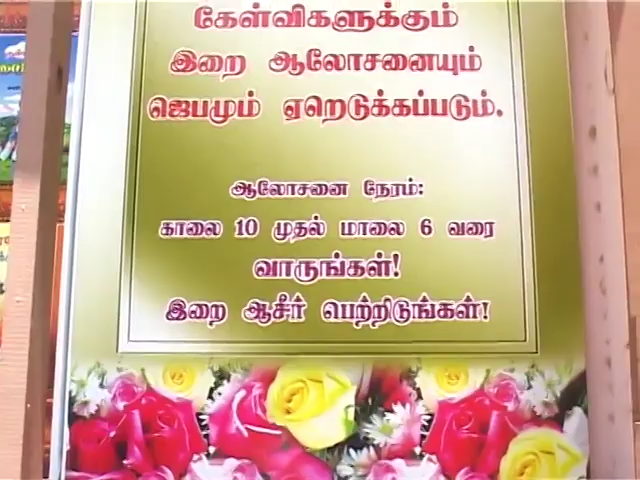 கேள்விகளுக்கும்
இறை ஆலோசனையும்
ஜெபமும் ஏறெடுக்கப்படும்.
ஆலோசனை நேரம்:
காலை 10 முதல் மாலை 6 வரை
வாருங்கள்!
இறை ஆசீர் பெற்றிடுங்கள்!